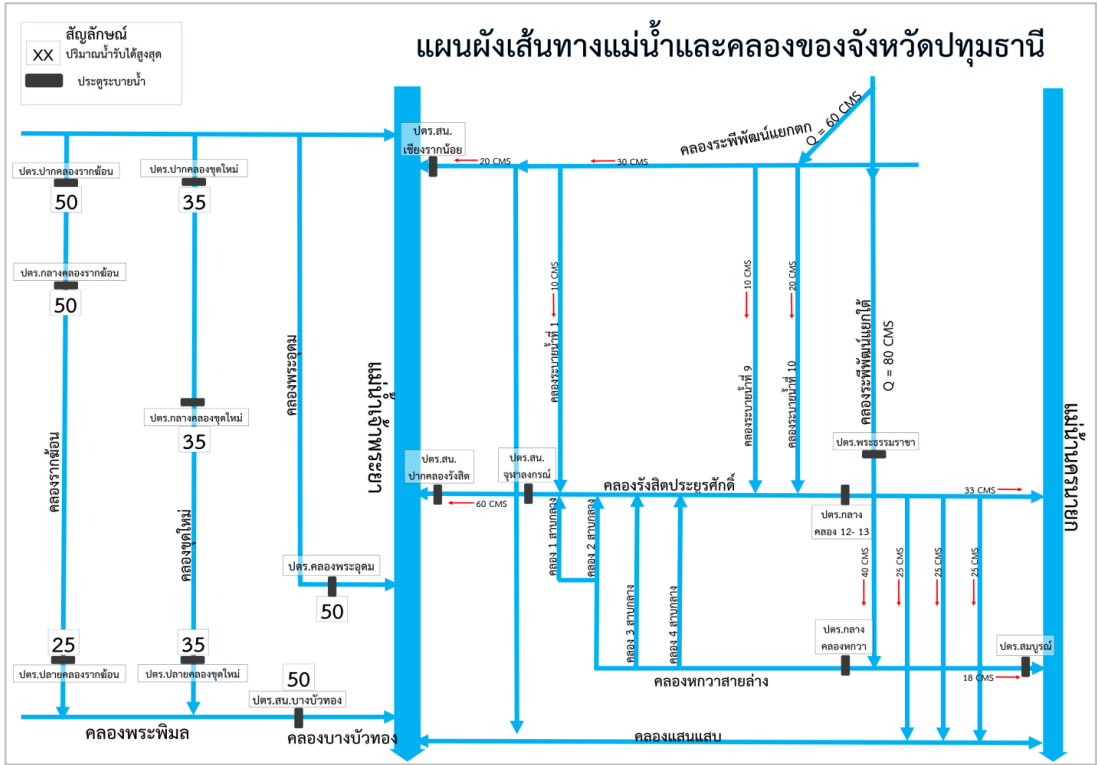 แผนผังเส้นทางแม่น้ำและคลองของจังหวัดปทุมธานี
สัญลักษณ์
XX ปริมาณน้ำรับได้สูงสุด
ประตูระบายน้ำ
ปตร.ปากคลองรากฆ้อน
50
ปตร.ปากคลองขุดใหม่
35
ปตร.กลางคลองรากฆ้อน
50
ปตร.กลางคลองขุดใหม่
35
คลองรากฆ้อน
คลองขุดใหม่
คลองพระอุดม
ปตร.คลองพระอุดม
50
25
ปตร.ปลายคลองรากฆ้อน
35
ปตร.ปลายคลองขุดใหม่
50
ปตร.สน.บางบัวทอง
คลองพระพิมล
คลองบางบัวทอง
แม่น้ำเจ้าพระยา
ปตร.สน.
เชียงรากน้อย
20 CMS
30 CMS
คลองระพีพัฒน์แยกตก
Q = 60 CMS
10 CMS
คลองระบายน้ำที่ 1
10 CMS
คลองระบายน้ำที่ 9
20 CMS
คลองระบายน้ำที่ 10
คลองระพีพัฒน์แยกใต้
Q = 80 CMS
ปตร.พระธรรมราชา
ปตร.สน.
ปากคลองรังสิต
60 CMS
ปตร.สน.
จุฬาลงกรณ์
คลองรังสิตประยูรศักดิ์
33 CMS
ปตร.กลาง
คลอง 12- 13
คลอง 1 สาบกลาง
คลอง 2 สาบกลาง
คลอง 3 สาบกลาง
คลอง 4 สาบกลาง
40 CMS
25 CMS
25 CMS
25 CMS
ปตร.กลาง
คลองหกวา
ปตร.สมบูรณ์
18 CMS
คลองหกวาสายล่าง
คลองแสนแสบ
แม่น้ำนครนายก